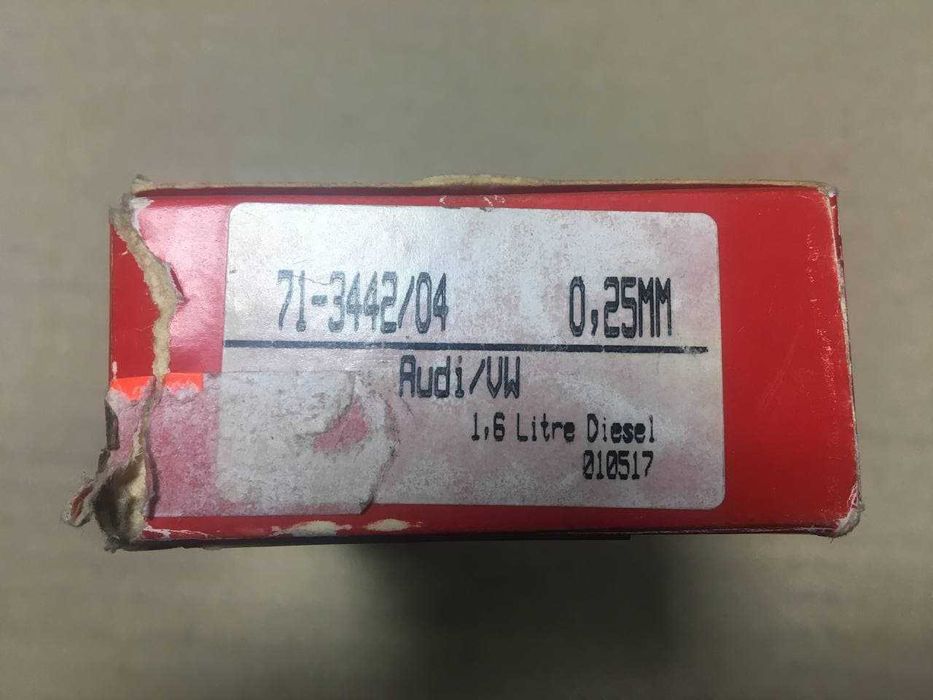 71-3442/04 0,25MM
Audi/VW
1,6 Litre Diesel
010517